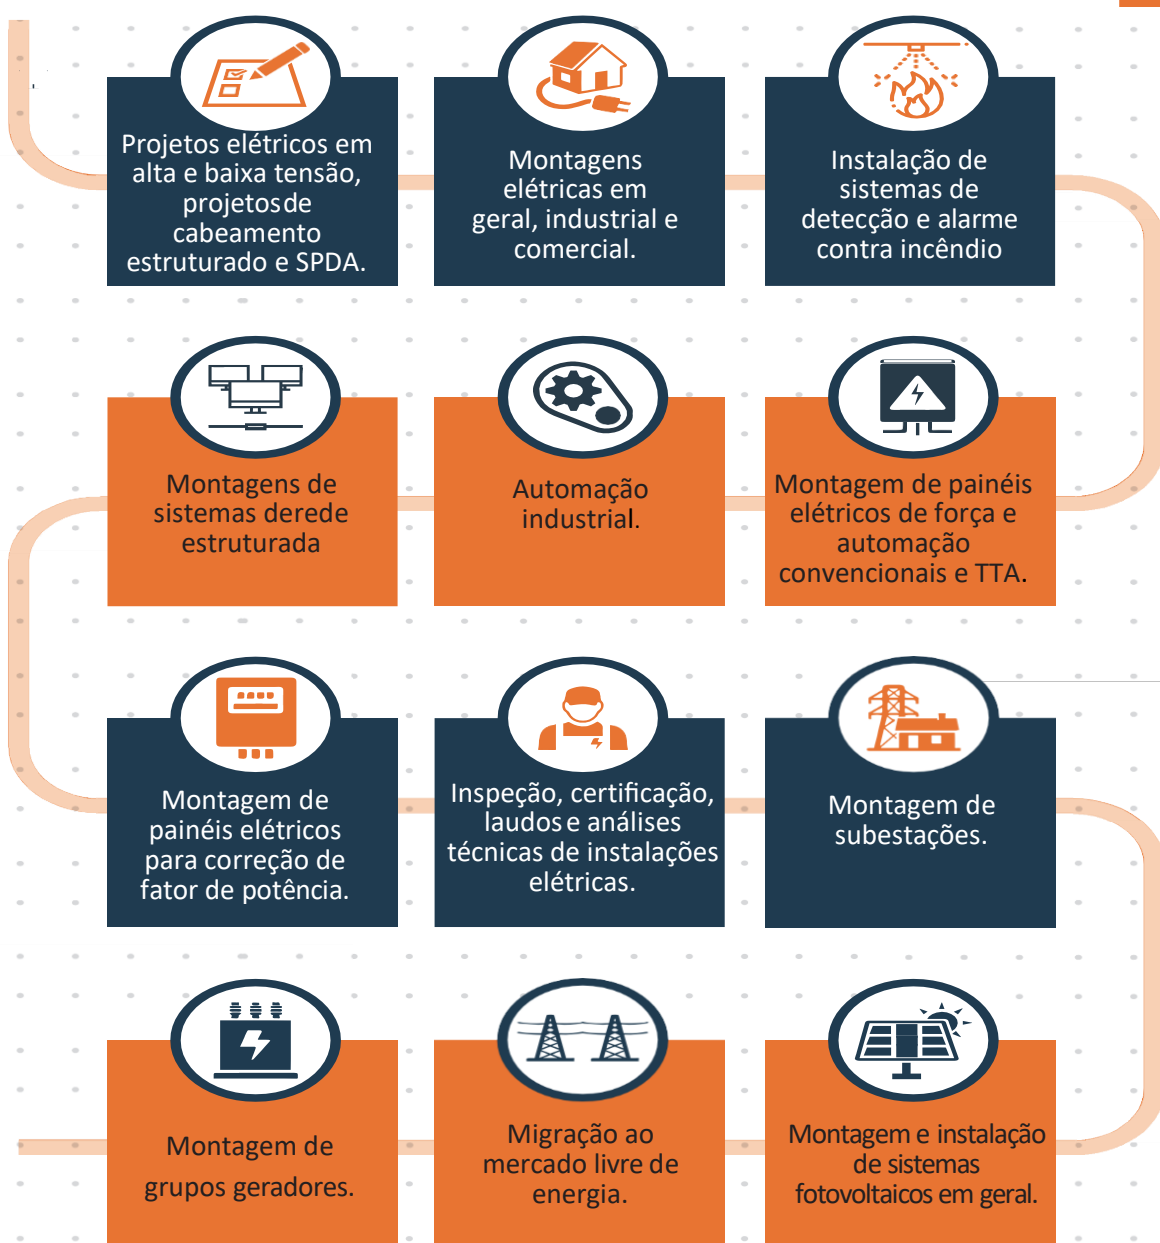 Projetos elétricos em
alta e baixa tensão,
projetos de
cabeamento
estruturado e SPDA.
Montagens
elétricas em
geral, industrial e
comercial.
Instalação de
sistemas de
detecção e alarme
contra incêndio
Montagens de
sistemas derede
estruturada
Automação
industrial.
Montagem de painéis
elétricos de força e
automação
convencionais e TTA.
Montagem de
painéis elétricos
para correção de
fator de potência.
Inspeção, certificação,
laudos e análises
técnicas de instalações
elétricas.
Montagem de
subestações.
Montagem de
grupos geradores.
Migração ao
mercado livre de
energia.
Montagem e instalação
de sistemas
fotovoltaicos em geral.